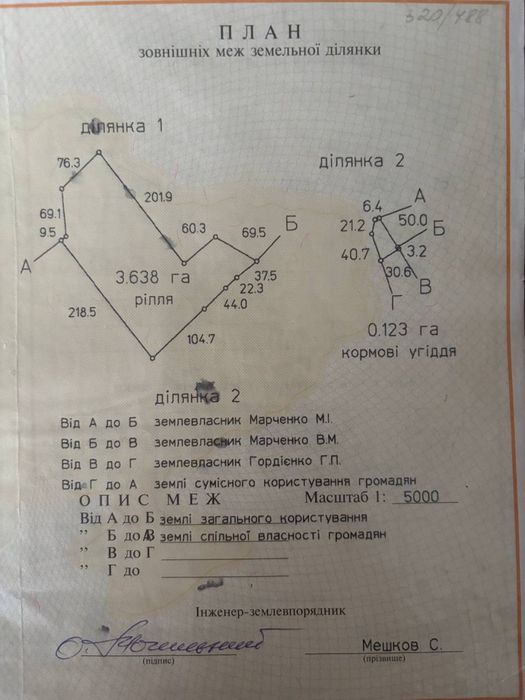 320/488
ПЛАН
зовнішніх меж земельної ділянки
ділянка 1
76.3
201.9
69.1
9.5
А
60.3
69.5
Б
3.638 га
рілля
37.5
22.3
44.0
218.5
104.7
ділянка 2
6.4
А
50.0
21.2
Б
40.7
3.2
30.6
В
Г
0.123 га
кормові угіддя
ділянка 2
Від А до Б землевласник Марченко М.І.
Від Б до В землевласник Марченко В.М.
Від В до Г землевласник Гордієнко Г.П.
Від Г до А землі сумісного користування громадян
ОПИС МЕЖ Масштаб 1: 5000
Від А до Б землі загального користування
” Б до А землі спільної власності громадян
” В до Г
” Г до
Інженер-землевпорядник
Мешков С.
(підпис) (прізвище)